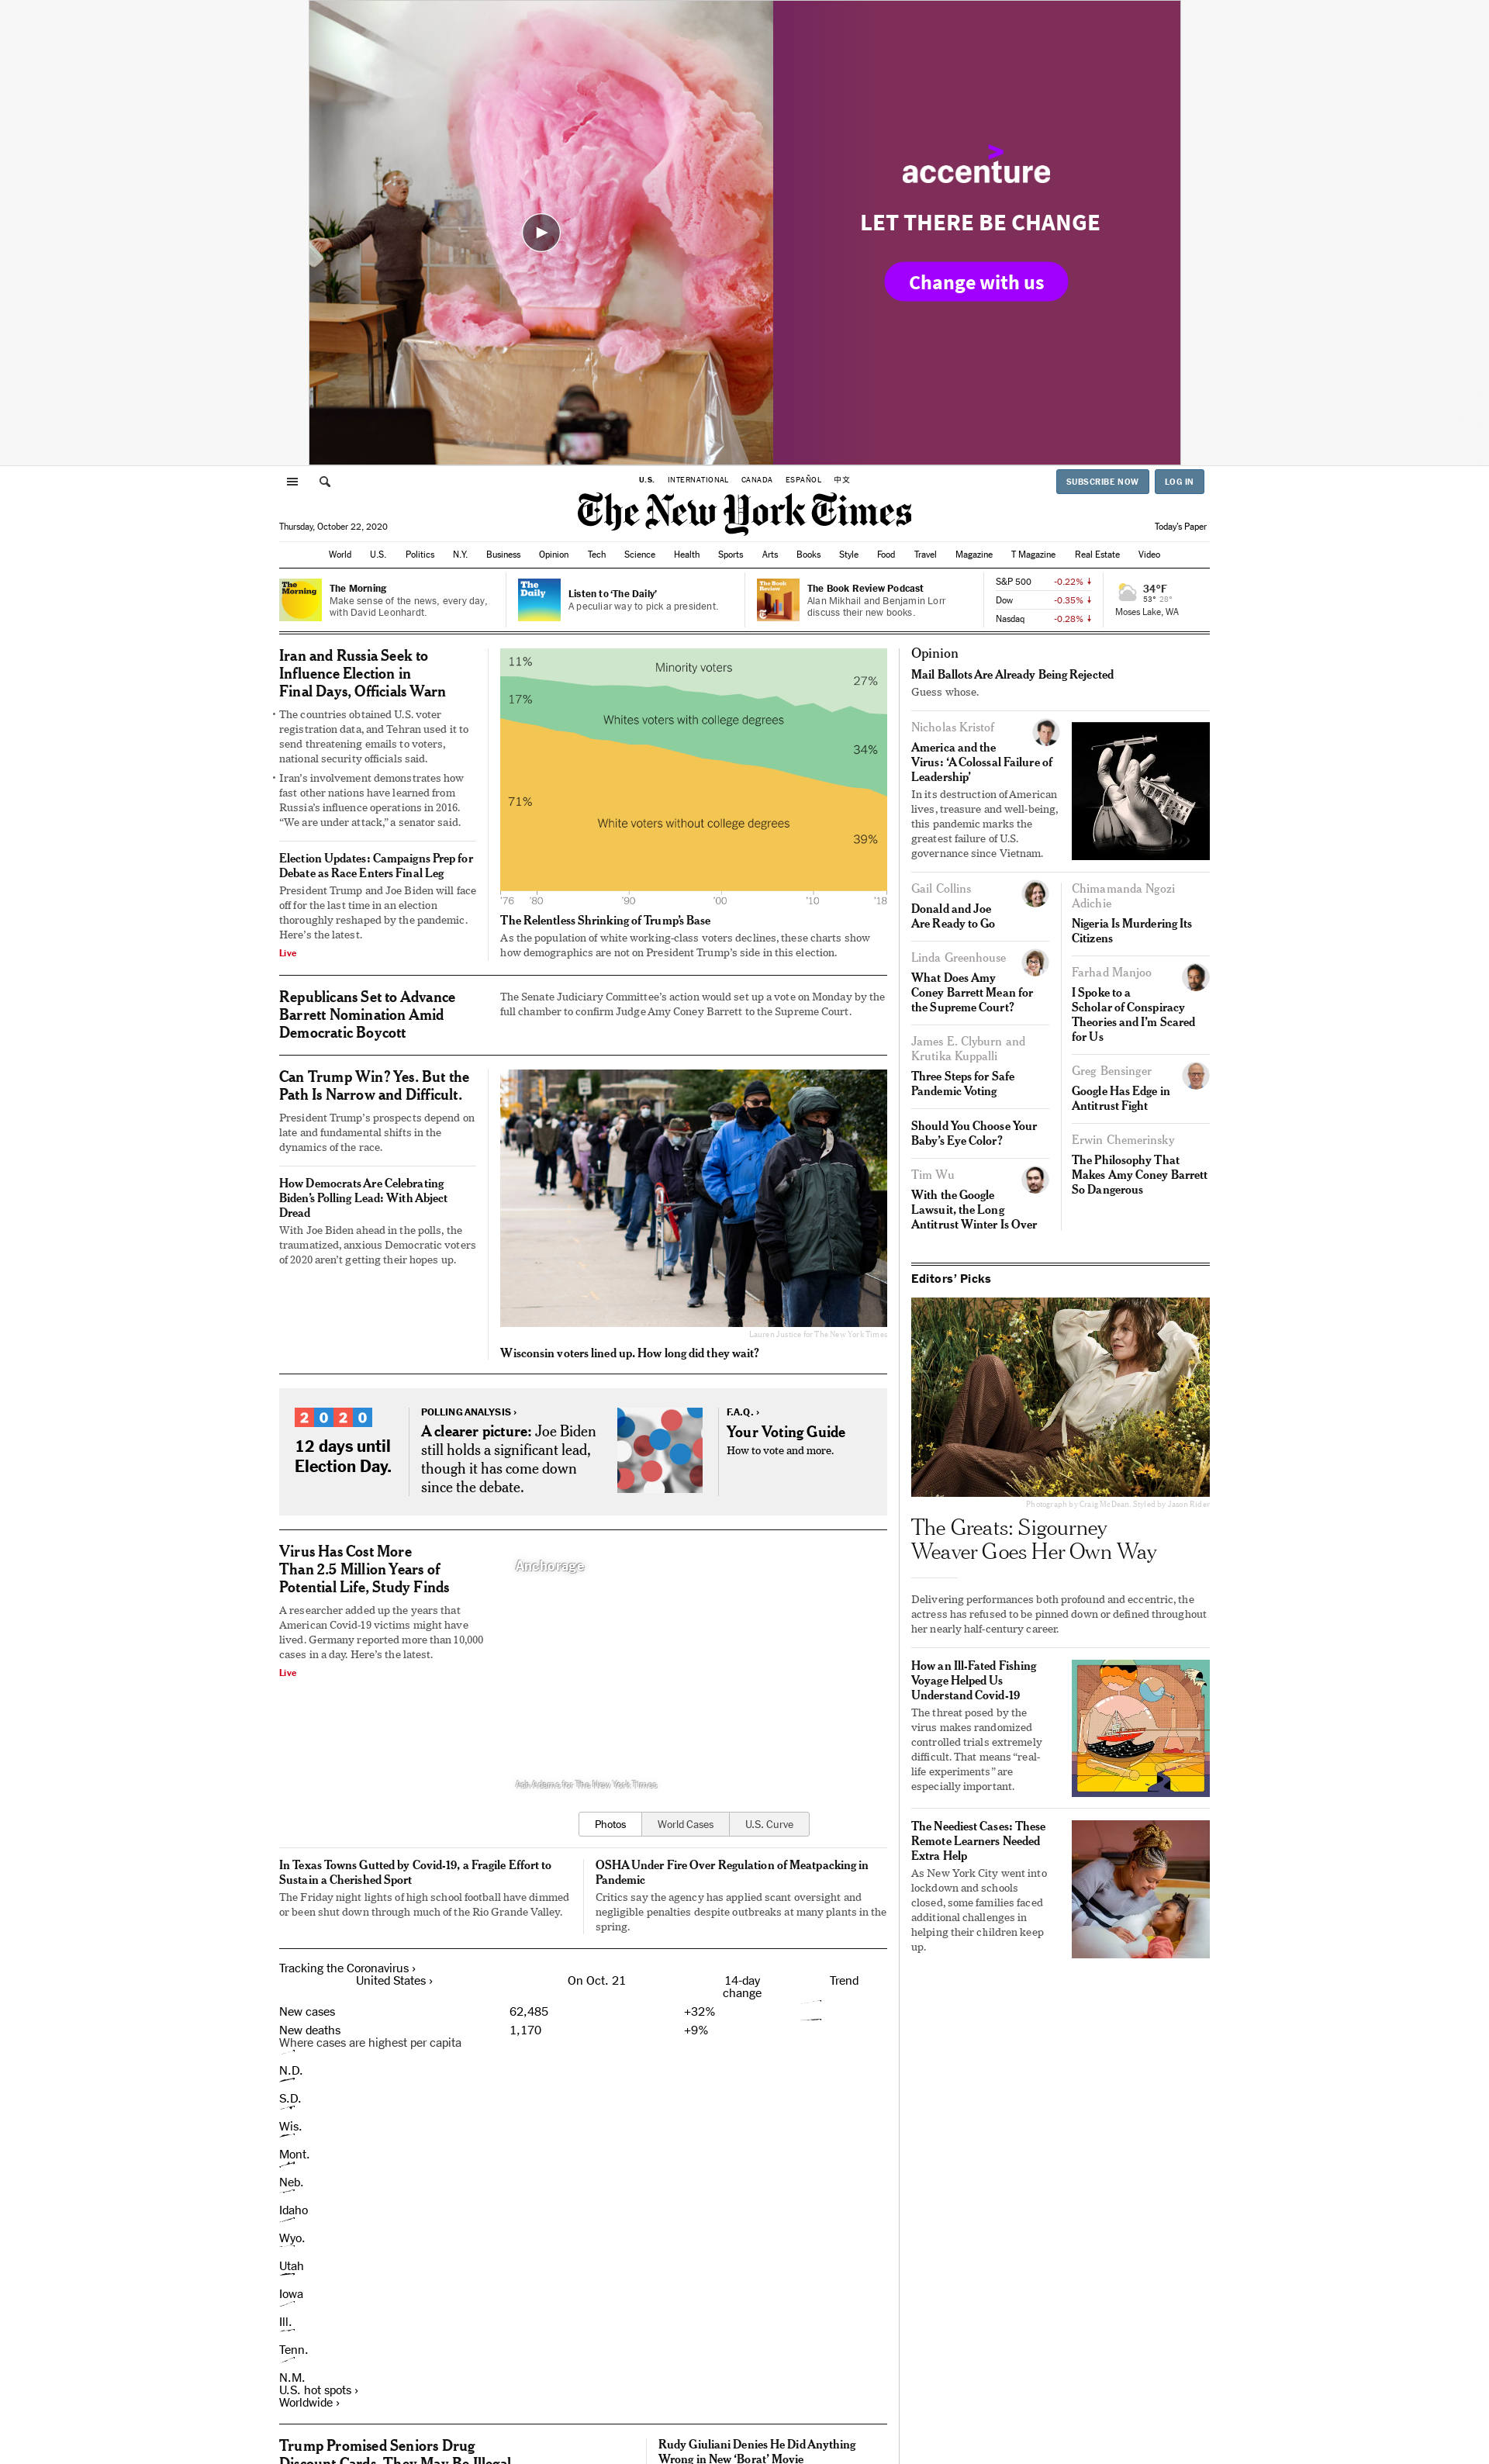 accenture
LET THERE BE CHANGE
Change with us
U.S. INTERNATIONAL CANADA ESPAÑOL 中文
SUBSCRIBE NOW LOG IN
The New York Times
Thursday, October 22, 2020
Today's Paper
World U.S. Politics N.Y. Business Opinion Tech Science Health Sports Arts Books Style Food Travel Magazine T Magazine Real Estate Video
The Morning
The Morning
Make sense of the news, every day,
with David Leonhardt.
The Daily
Listen to ‘The Daily’
A peculiar way to pick a president.
The Book Review
The Book Review Podcast
Alan Mikhail and Benjamin Lorr
discuss their new books.
S&P 500 -0.22%
Dow -0.35%
Nasdaq -0.28%
34°F
53° 28°
Moses Lake, WA
Iran and Russia Seek to
Influence Election in
Final Days, Officials Warn
• The countries obtained U.S. voter
registration data, and Tehran used it to
send threatening emails to voters,
national security officials said.
• Iran’s involvement demonstrates how
fast other nations have learned from
Russia’s influence operations in 2016.
“We are under attack,” a senator said.
Election Updates: Campaigns Prep for
Debate as Race Enters Final Leg
President Trump and Joe Biden will face
off for the last time in an election
thoroughly reshaped by the pandemic.
Here’s the latest.
Live
11% Minority voters 27%
17% Whites voters with college degrees 34%
71% White voters without college degrees 39%
’76 ’80 ’90 ’00 ’10 ’18
The Relentless Shrinking of Trump’s Base
As the population of white working-class voters declines, these charts show
how demographics are not on President Trump’s side in this election.
Republicans Set to Advance
Barrett Nomination Amid
Democratic Boycott
The Senate Judiciary Committee’s action would set up a vote on Monday by the
full chamber to confirm Judge Amy Coney Barrett to the Supreme Court.
Can Trump Win? Yes. But the
Path Is Narrow and Difficult.
President Trump’s prospects depend on
late and fundamental shifts in the
dynamics of the race.
How Democrats Are Celebrating
Biden’s Polling Lead: With Abject
Dread
With Joe Biden ahead in the polls, the
traumatized, anxious Democratic voters
of 2020 aren’t getting their hopes up.
Lauren Justice for The New York Times
Wisconsin voters lined up. How long did they wait?
2020
12 days until
Election Day.
POLLING ANALYSIS ›
A clearer picture: Joe Biden
still holds a significant lead,
though it has come down
since the debate.
F.A.Q. ›
Your Voting Guide
How to vote and more.
Virus Has Cost More
Than 2.5 Million Years of
Potential Life, Study Finds
A researcher added up the years that
American Covid-19 victims might have
lived. Germany reported more than 10,000
cases in a day. Here’s the latest.
Live
Anchorage
Ash Adams for The New York Times
Photos World Cases U.S. Curve
In Texas Towns Gutted by Covid-19, a Fragile Effort to
Sustain a Cherished Sport
The Friday night lights of high school football have dimmed
or been shut down through much of the Rio Grande Valley.
OSHA Under Fire Over Regulation of Meatpacking in
Pandemic
Critics say the agency has applied scant oversight and
negligible penalties despite outbreaks at many plants in the
spring.
Tracking the Coronavirus ›
United States › On Oct. 21 14-day
change Trend
New cases 62,485 +32%
New deaths 1,170 +9%
Where cases are highest per capita
N.D.
S.D.
Wis.
Mont.
Neb.
Idaho
Wyo.
Utah
Iowa
Ill.
Tenn.
N.M.
U.S. hot spots ›
Worldwide ›
Trump Promised Seniors Drug
Discount Cards. They May Be Illegal
Rudy Giuliani Denies He Did Anything
Wrong in New ‘Borat’ Movie
Opinion
Mail Ballots Are Already Being Rejected
Guess whose.
Nicholas Kristof
America and the
Virus: ‘A Colossal Failure of
Leadership’
In its destruction of American
lives, treasure and well-being,
this pandemic marks the
greatest failure of U.S.
governance since Vietnam.
Gail Collins
Donald and Joe
Are Ready to Go
Linda Greenhouse
What Does Amy
Coney Barrett Mean for
the Supreme Court?
James E. Clyburn and
Krutika Kuppalli
Three Steps for Safe
Pandemic Voting
Should You Choose Your
Baby’s Eye Color?
Tim Wu
With the Google
Lawsuit, the Long
Antitrust Winter Is Over
Chimamanda Ngozi
Adichie
Nigeria Is Murdering Its
Citizens
Farhad Manjoo
I Spoke to a
Scholar of Conspiracy
Theories and I’m Scared
for Us
Greg Bensinger
Google Has Edge in
Antitrust Fight
Erwin Chemerinsky
The Philosophy That
Makes Amy Coney Barrett
So Dangerous
Editors’ Picks
Photograph by Craig McDean. Styled by Jason Rider
The Greats: Sigourney
Weaver Goes Her Own Way
Delivering performances both profound and eccentric, the
actress has refused to be pinned down or defined throughout
her nearly half-century career.
How an Ill-Fated Fishing
Voyage Helped Us
Understand Covid-19
The threat posed by the
virus makes randomized
controlled trials extremely
difficult. That means “real-
life experiments” are
especially important.
The Neediest Cases: These
Remote Learners Needed
Extra Help
As New York City went into
lockdown and schools
closed, some families faced
additional challenges in
helping their children keep
up.